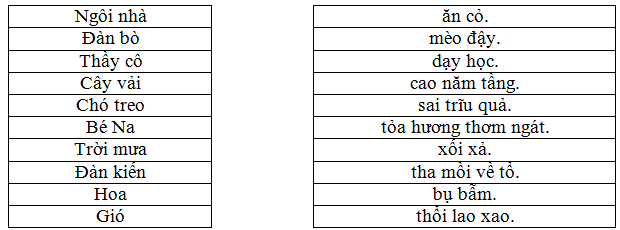 Ngôi nhà ăn cỏ.
Đàn bò mèo đậy.
Thầy cô dạy học.
Cây vải cao năm tầng.
Chó treo sai trĩu quả.
Bé Na tỏa hương thơm ngát.
Trời mưa xối xả.
Đàn kiến tha mồi về tổ.
Hoa bụ bẫm.
Gió thổi lao xao.